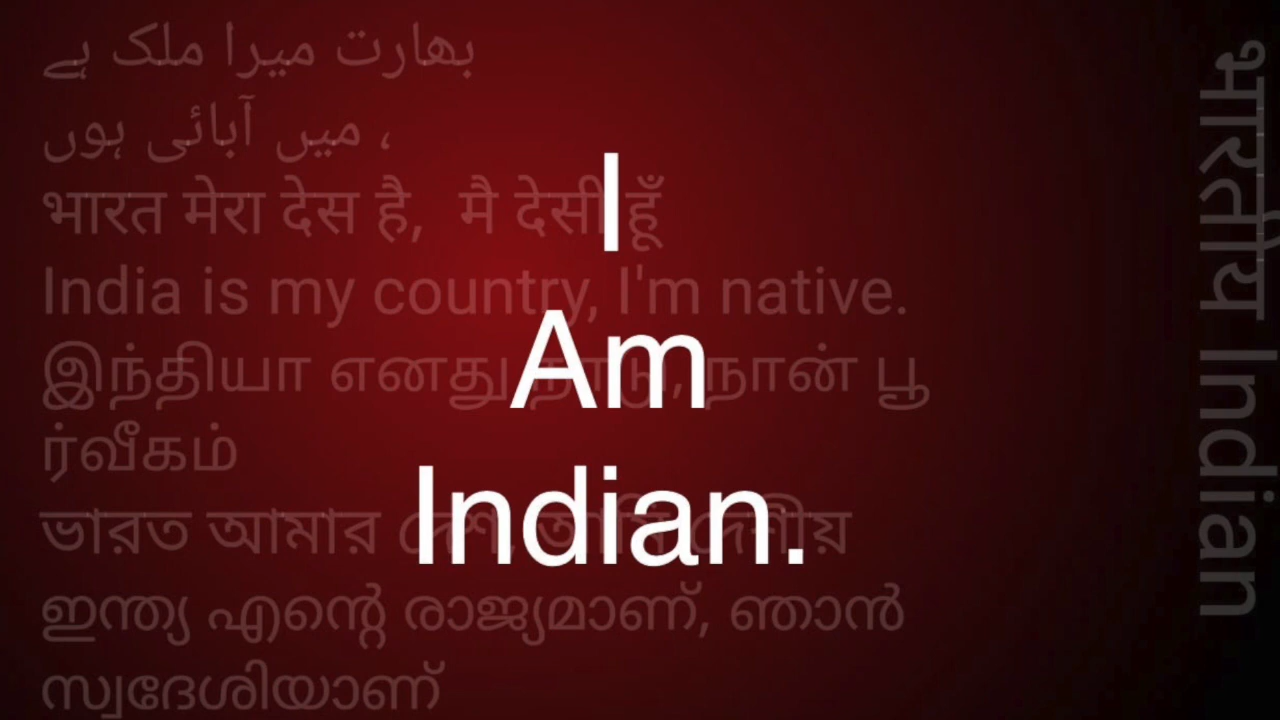 بھارت میرا ملک ہے
، میں آبائی ہوں
भारत मेरा देस है, मै देसी हूँ
India is my country, I'm native.
இந்தியா எனது நாடு, நான் பூ
ர்வீகம்
ভারত আমার দেশ, আমি দেশীয়
ഇന്ത്യ എന്റെ രാജ്യമാണ്, ഞാൻ
സ്വദേശിയാണ്
I
Am
Indian.
भारतीय Indian